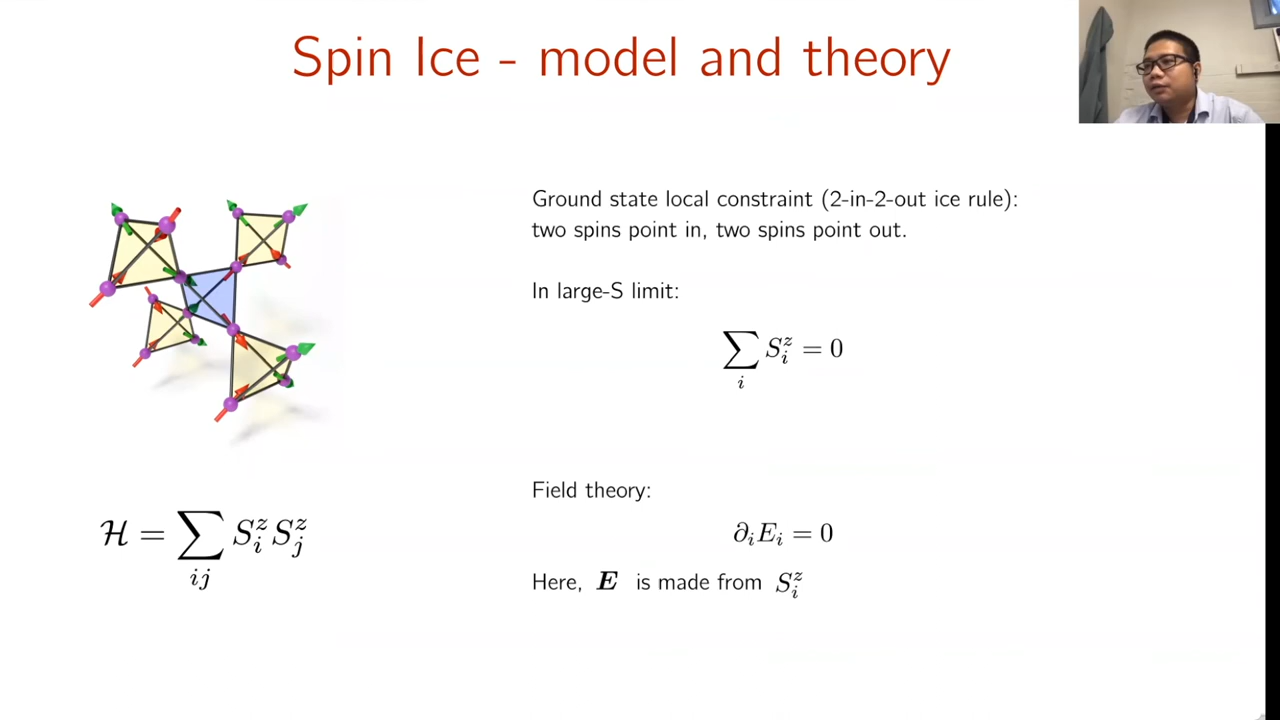 Spin Ice - model and theory
Ground state local constraint (2-in-2-out ice rule):
two spins point in, two spins point out.
In large-S limit:
∑_i S_i^z = 0
Field theory:
∂_i E_i = 0
Here, E is made from S_i^z
ℋ = ∑_{ij} S_i^z S_j^z